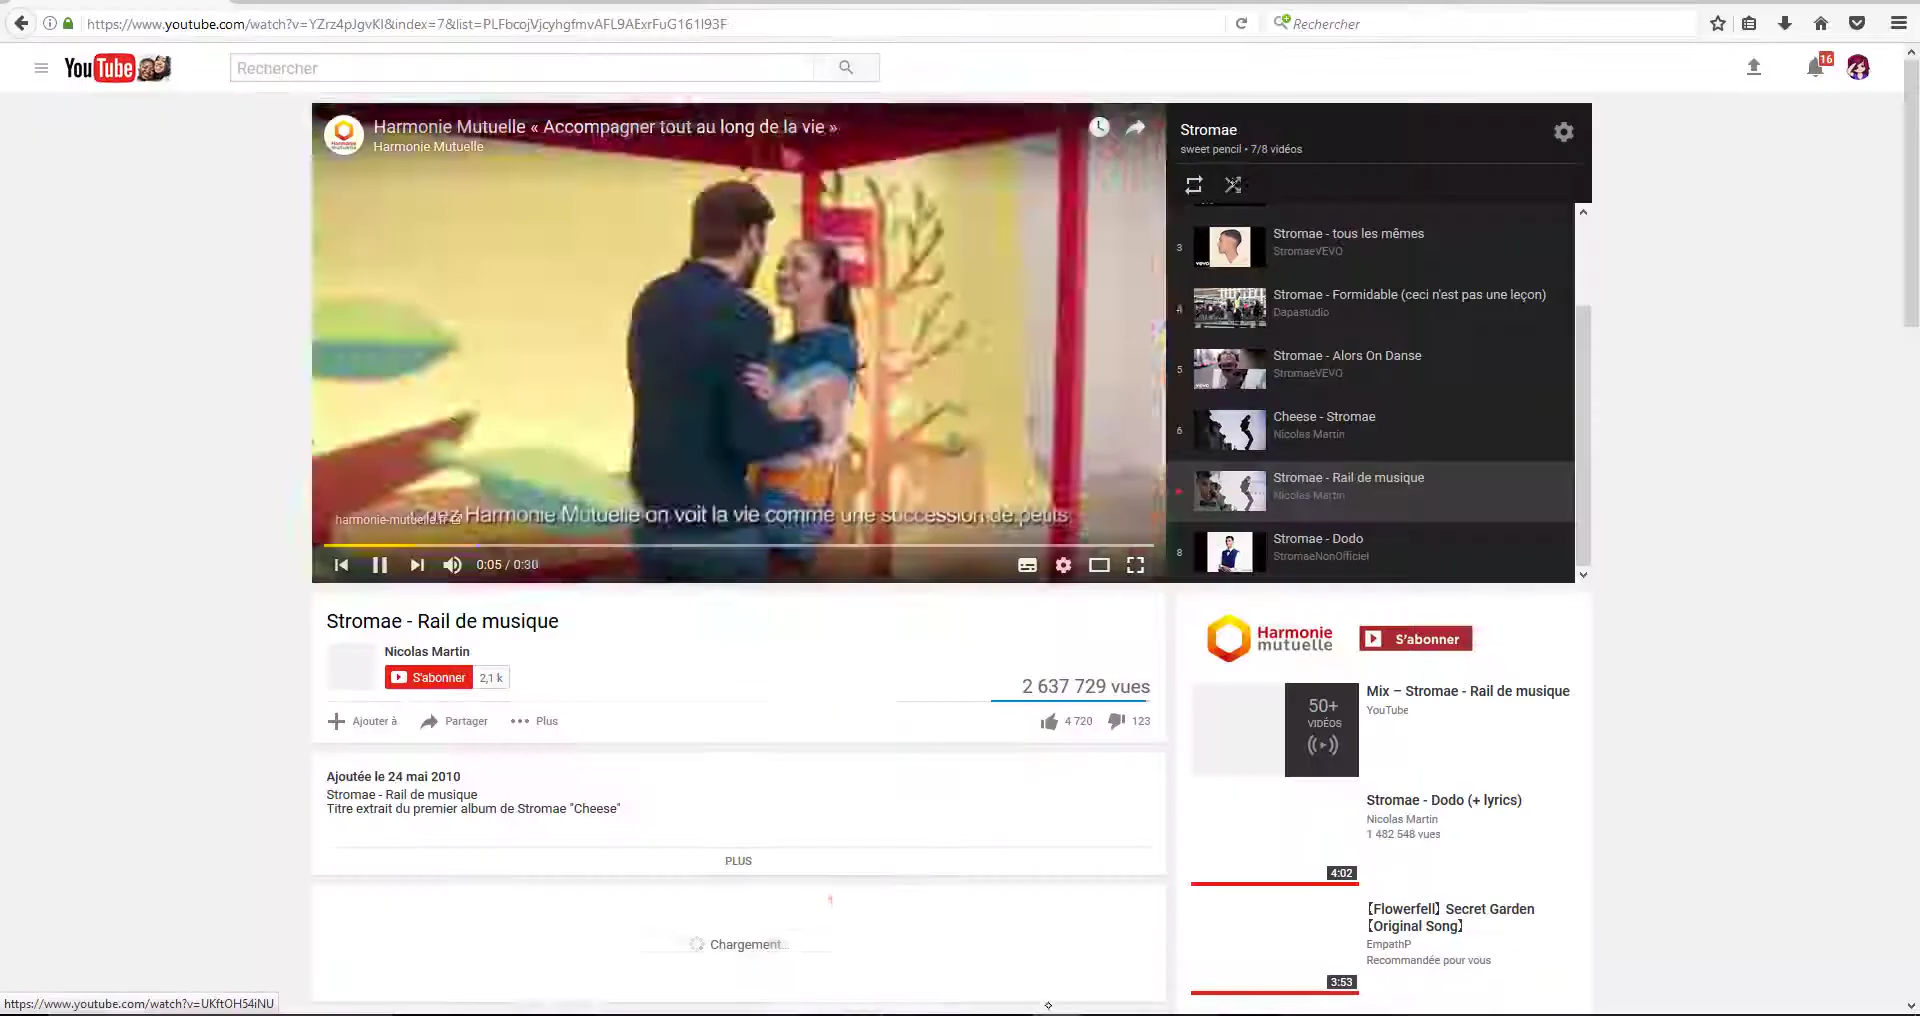 https://www.youtube.com/watch?v=YZrz4pJgvKI&index=7&list=PLFbcojVjcyhgfmvAFL9AExrFuG161I93F
Rechercher
YouTube
Rechercher
16
Harmonie Mutuelle « Accompagner tout au long de la vie »
Harmonie Mutuelle
harmonie-mutuelle.fr
Chez Harmonie Mutuelle on voit la vie comme une succession de petits
0:05 / 0:30
Stromae
sweet pencil • 7/8 vidéos
3
Stromae - tous les mêmes
StromaeVEVO
4
Stromae - Formidable (ceci n'est pas une leçon)
Dapastudio
5
Stromae - Alors On Danse
StromaeVEVO
6
Cheese - Stromae
Nicolas Martin
Stromae - Rail de musique
Nicolas Martin
8
Stromae - Dodo
StromaeNonOfficiel
Stromae - Rail de musique
Nicolas Martin
S'abonner 2,1 k
2 637 729 vues
Ajouter à Partager ••• Plus
4 720 123
Ajoutée le 24 mai 2010
Stromae - Rail de musique
Titre extrait du premier album de Stromae "Cheese"
PLUS
Chargement...
Harmonie
mutuelle
S'abonner
50+
VIDÉOS
Mix – Stromae - Rail de musique
YouTube
Stromae - Dodo (+ lyrics)
Nicolas Martin
1 482 548 vues
4:02
【Flowerfell】 Secret Garden
【Original Song】
EmpathP
Recommandée pour vous
3:53
https://www.youtube.com/watch?v=UKftOH54iNU